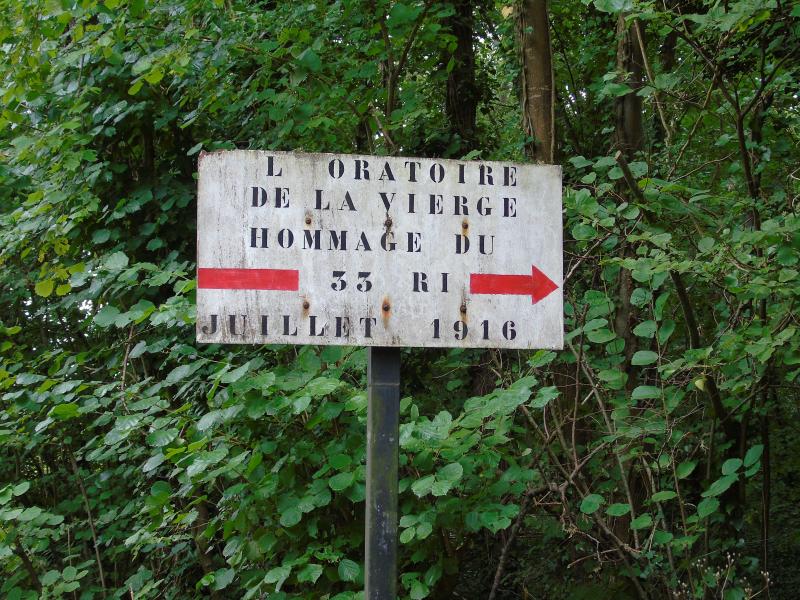 L ORATOIRE
DE LA VIERGE
HOMMAGE DU
33 RI
JUILLET 1916